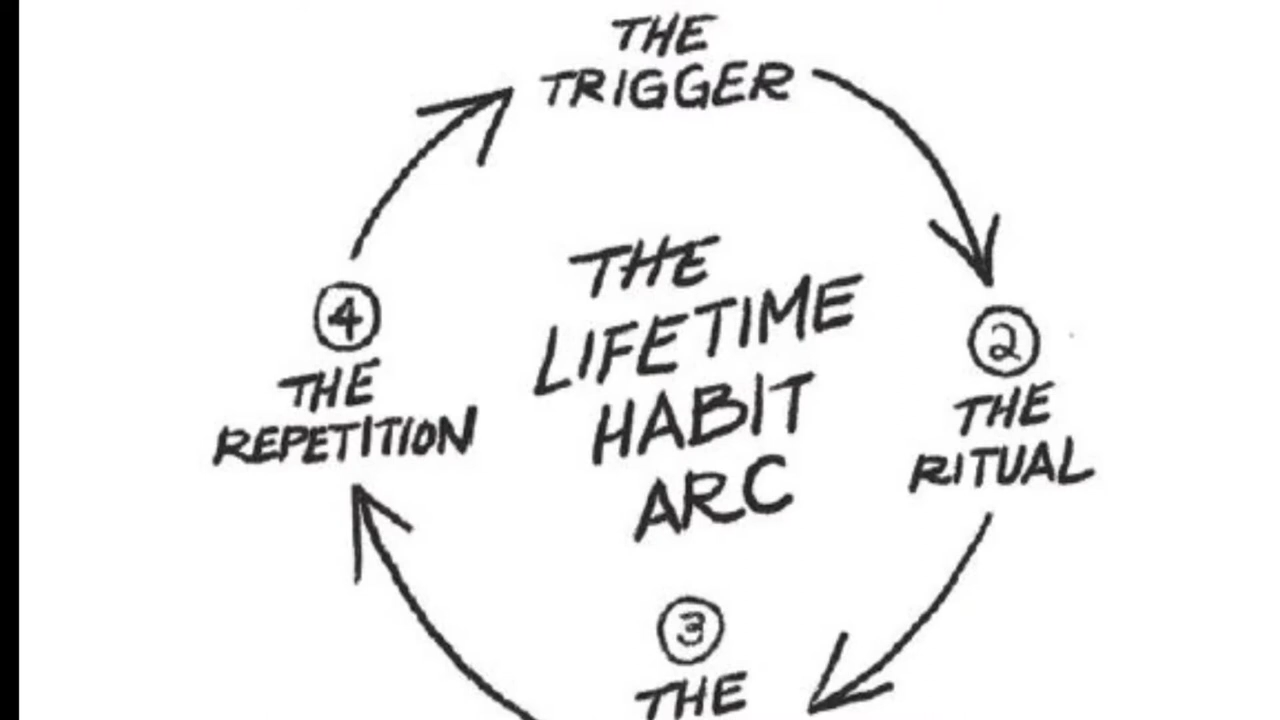 THE
TRIGGER
2
THE
RITUAL
3
THE
4
THE
REPETITION
THE
LIFETIME
HABIT
ARC